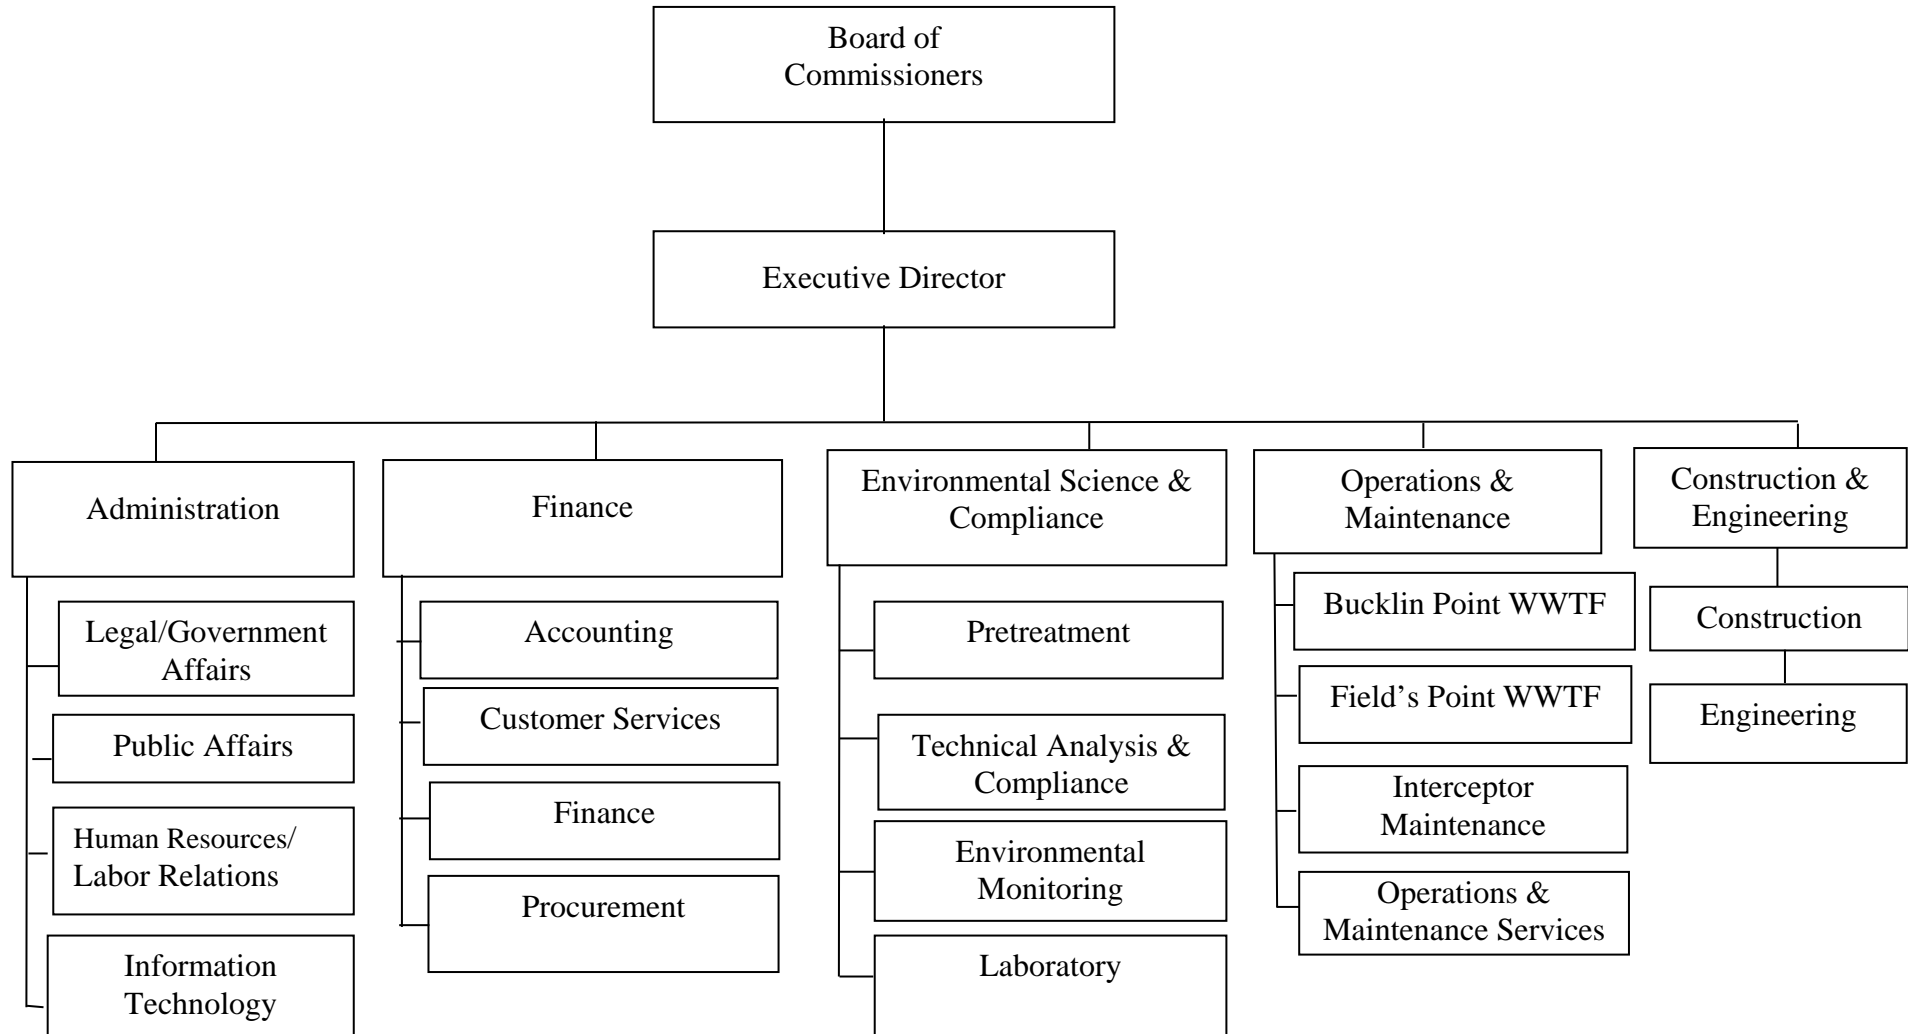 Board of
Commissioners
Executive Director
Administration
Legal/Government
Affairs
Public Affairs
Human Resources/
Labor Relations
Information
Technology
Finance
Accounting
Customer Services
Finance
Procurement
Environmental Science &
Compliance
Pretreatment
Technical Analysis &
Compliance
Environmental
Monitoring
Laboratory
Operations &
Maintenance
Bucklin Point WWTF
Field’s Point WWTF
Interceptor
Maintenance
Operations &
Maintenance Services
Construction &
Engineering
Construction
Engineering